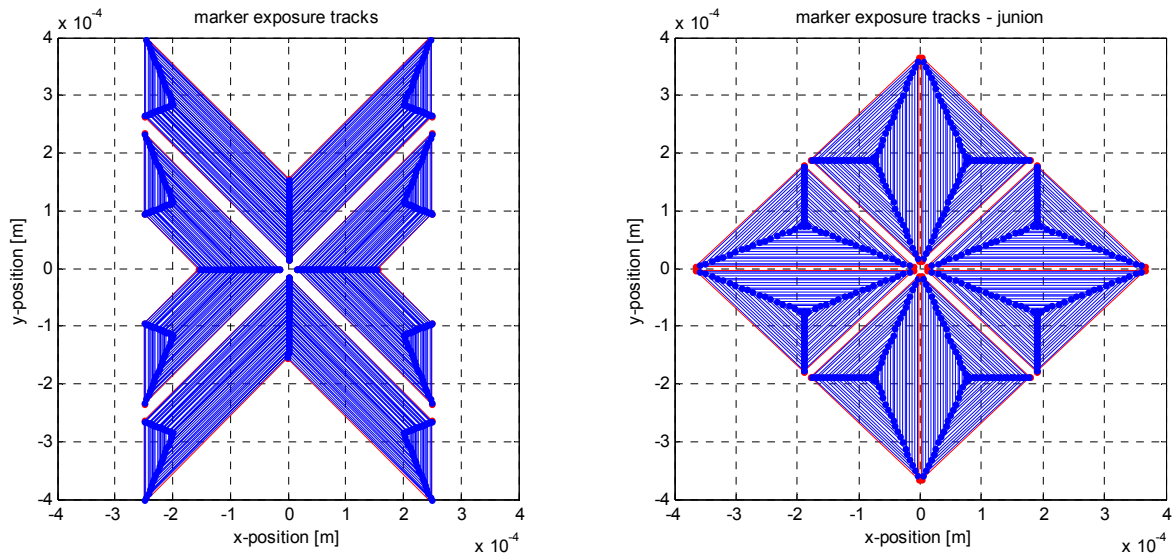 marker exposure tracks
x 10⁻⁴
4
3
2
1
0
-1
-2
-3
-4
y-position [m]
-4 -3 -2 -1 0 1 2 3 4
x-position [m]
x 10⁻⁴
marker exposure tracks - junion
x 10⁻⁴
4
3
2
1
0
-1
-2
-3
-4
y-position [m]
-4 -3 -2 -1 0 1 2 3 4
x-position [m]
x 10⁻⁴